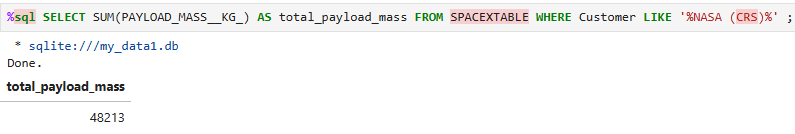 %sql SELECT SUM(PAYLOAD_MASS__KG_) AS total_payload_mass FROM SPACEXTABLE WHERE Customer LIKE '%NASA (CRS)%' ;
* sqlite:///my_data1.db
Done.
total_payload_mass
48213